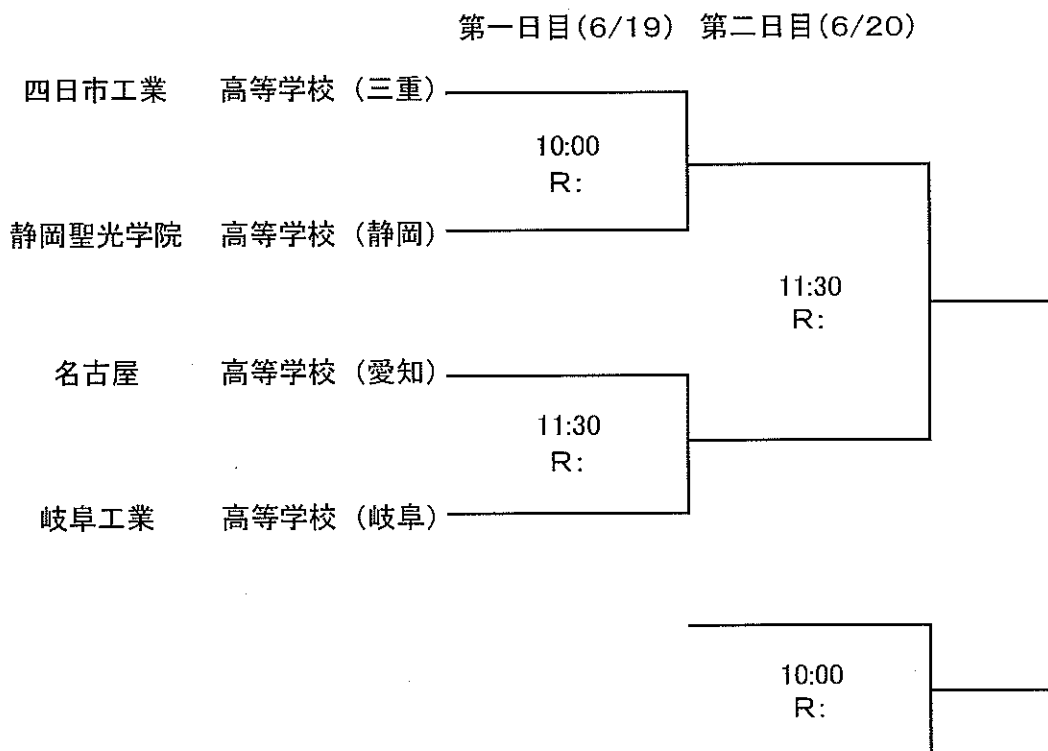 第一日目(6/19) 第二日目(6/20)
四日市工業 高等学校 (三重)
10:00
R:
静岡聖光学院 高等学校 (静岡)
11:30
R:
名古屋 高等学校 (愛知)
11:30
R:
岐阜工業 高等学校 (岐阜)
10:00
R: